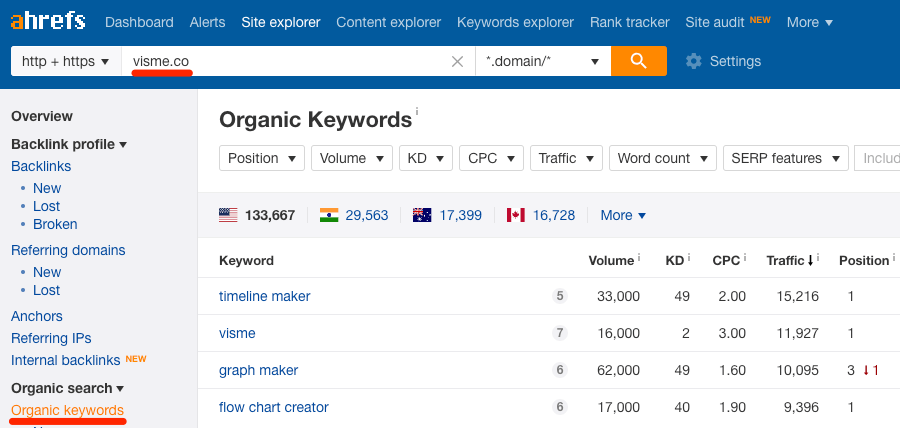 ahrefs Dashboard Alerts Site explorer Content explorer Keywords explorer Rank tracker Site audit NEW More
http + https visme.co *.domain/* Settings
Overview
Backlink profile
Backlinks
New
Lost
Broken
Referring domains
New
Lost
Anchors
Referring IPs
Internal backlinks NEW
Organic search
Organic keywords
Organic Keywords i
Position Volume KD CPC Traffic Word count SERP features Includ
133,667 29,563 17,399 16,728 More
Keyword Volume i KD i CPC i Traffic i Position i
timeline maker 5 33,000 49 2.00 15,216 1
visme 7 16,000 2 3.00 11,927 1
graph maker 6 62,000 49 1.60 10,095 3 ↓1
flow chart creator 6 17,000 40 1.90 9,396 1